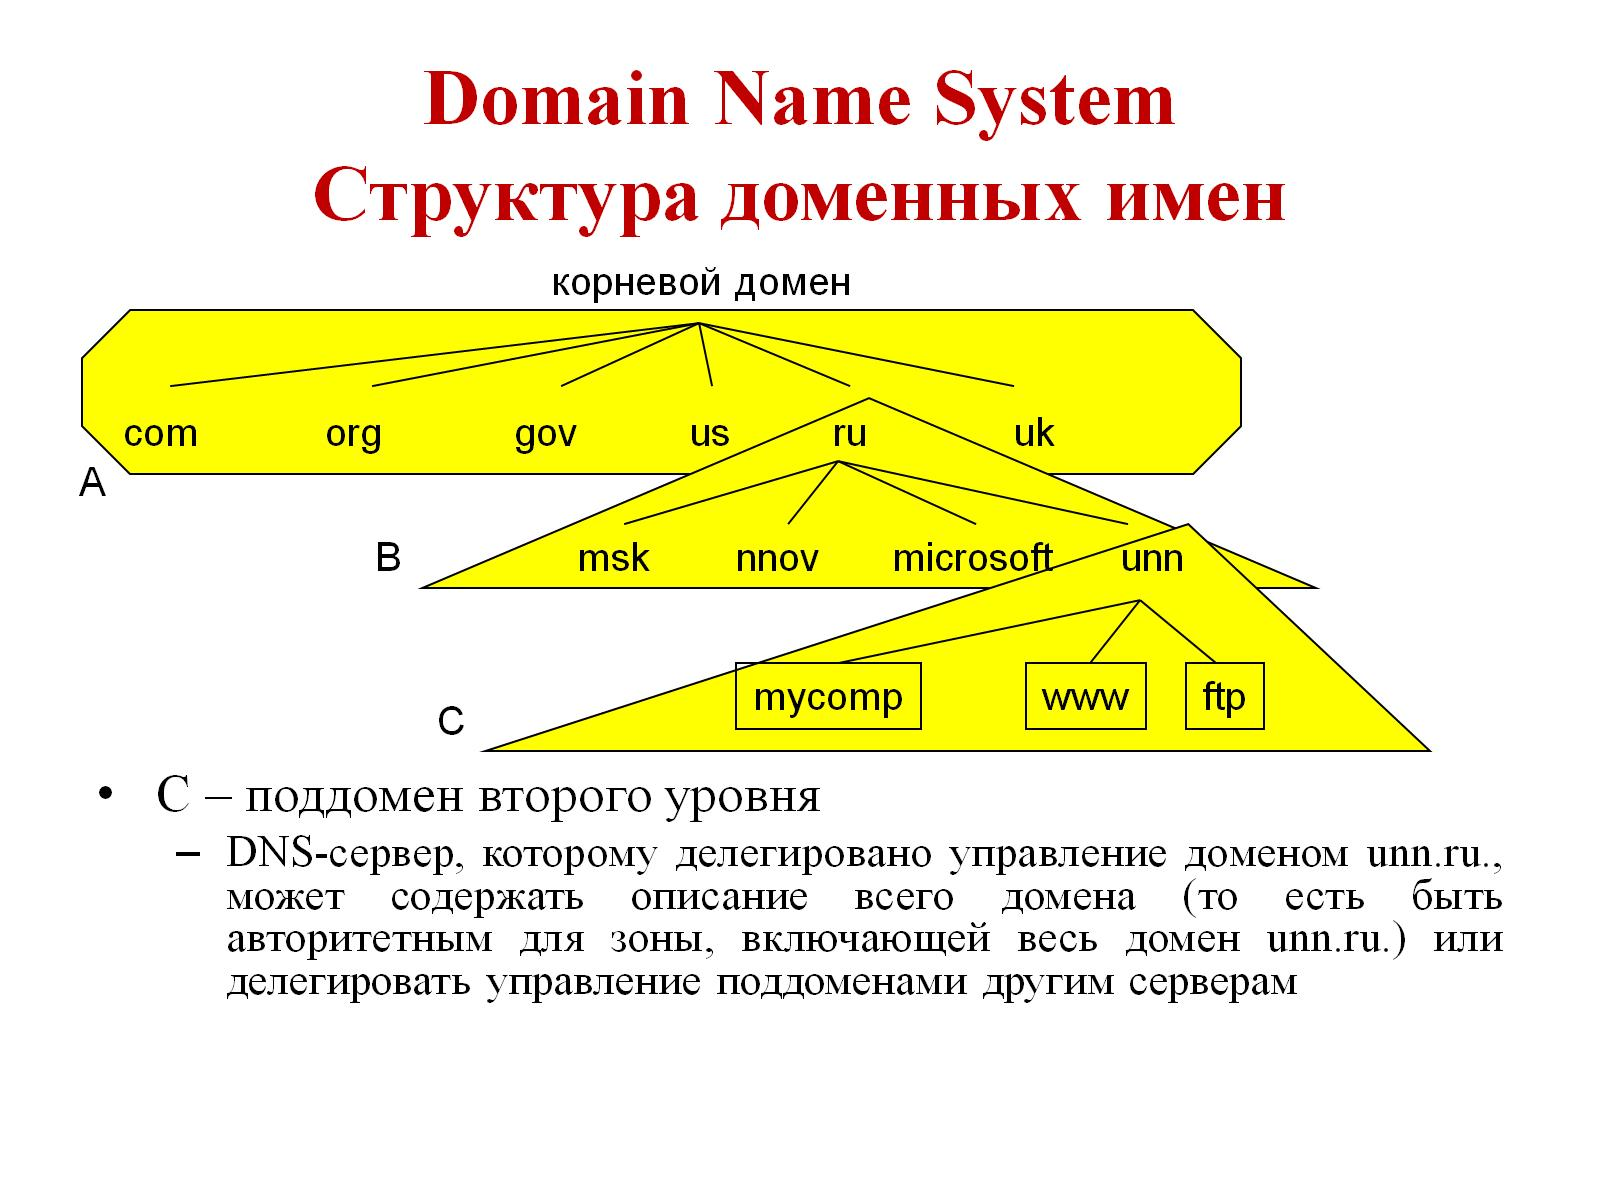 Domain Name System
Структура доменных имен
корневой домен
com org gov us ru uk
A
B msk nnov microsoft unn
mycomp www ftp
C
• C – поддомен второго уровня
– DNS-сервер, которому делегировано управление доменом unn.ru.,
может содержать описание всего домена (то есть быть
авторитетным для зоны, включающей весь домен unn.ru.) или
делегировать управление поддоменами другим серверам